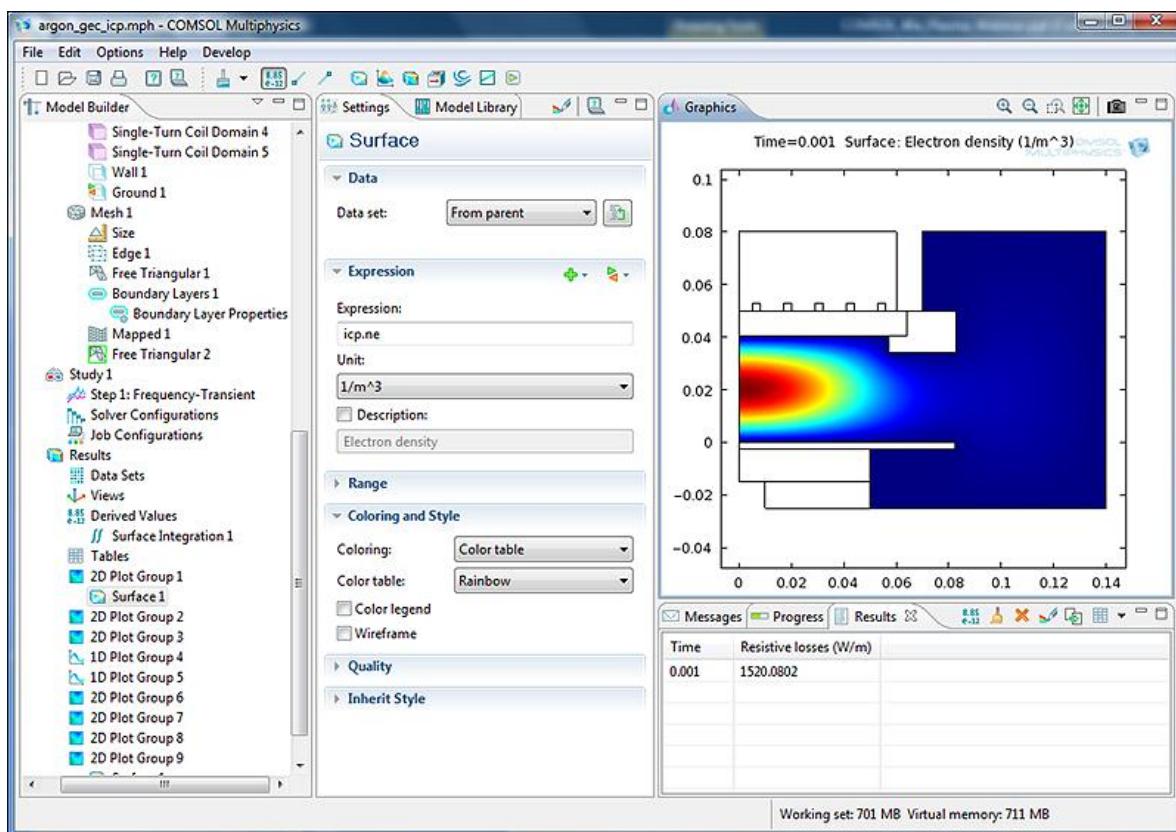 argon_gec_icp.mph - COMSOL Multiphysics
File Edit Options Help Develop
Model Builder
Single-Turn Coil Domain 4
Single-Turn Coil Domain 5
Wall 1
Ground 1
Mesh 1
Size
Edge 1
Free Triangular 1
Boundary Layers 1
Boundary Layer Properties
Mapped 1
Free Triangular 2
Study 1
Step 1: Frequency-Transient
Solver Configurations
Job Configurations
Results
Data Sets
Views
Derived Values
Surface Integration 1
Tables
2D Plot Group 1
Surface 1
2D Plot Group 2
2D Plot Group 3
1D Plot Group 4
1D Plot Group 5
2D Plot Group 6
2D Plot Group 7
2D Plot Group 8
2D Plot Group 9
Settings Model Library
Surface
Data
Data set: From parent
Expression
Expression:
icp.ne
Unit:
1/m^3
Description:
Electron density
Range
Coloring and Style
Coloring: Color table
Color table: Rainbow
Color legend
Wireframe
Quality
Inherit Style
Graphics
Time=0.001 Surface: Electron density (1/m^3)
COMSOL
MULTIPHYSICS
0.1
0.08
0.06
0.04
0.02
0
−0.02
−0.04
0 0.02 0.04 0.06 0.08 0.1 0.12 0.14
Messages Progress Results
8.85
e-12
Time Resistive losses (W/m)
0.001 1520.0802
Working set: 701 MB Virtual memory: 711 MB